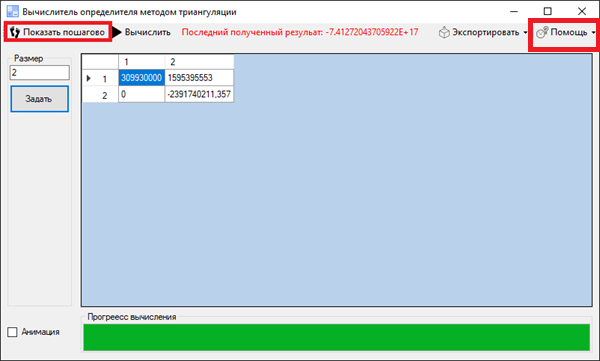 Вычислитель определителя методом триангуляции
Показать пошагово Вычислить Последний полученный резульат: -7.41272043705922E+17 Экспортировать Помощь
Размер
2
Задать
1 2
1 309930000 1595395553
2 0 -2391740211,357
Анимация
Прогреесс вычисления